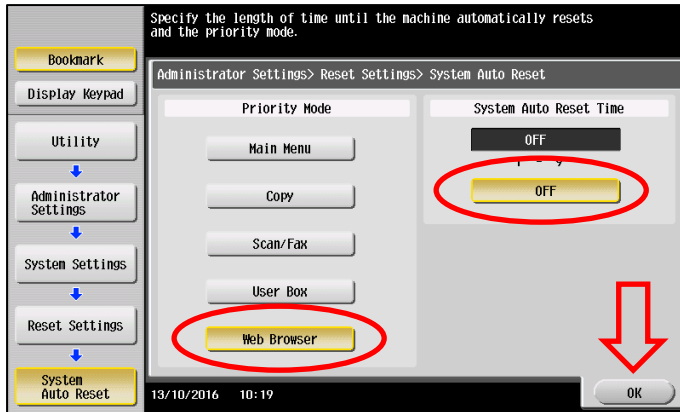 Specify the length of time until the machine automatically resets
and the priority mode.
Bookmark
Display Keypad
Utility
Administrator
Settings
System Settings
Reset Settings
System
Auto Reset
Administrator Settings> Reset Settings> System Auto Reset
Priority Mode
Main Menu
Copy
Scan/Fax
User Box
Web Browser
System Auto Reset Time
OFF
OFF
13/10/2016 10:19
OK